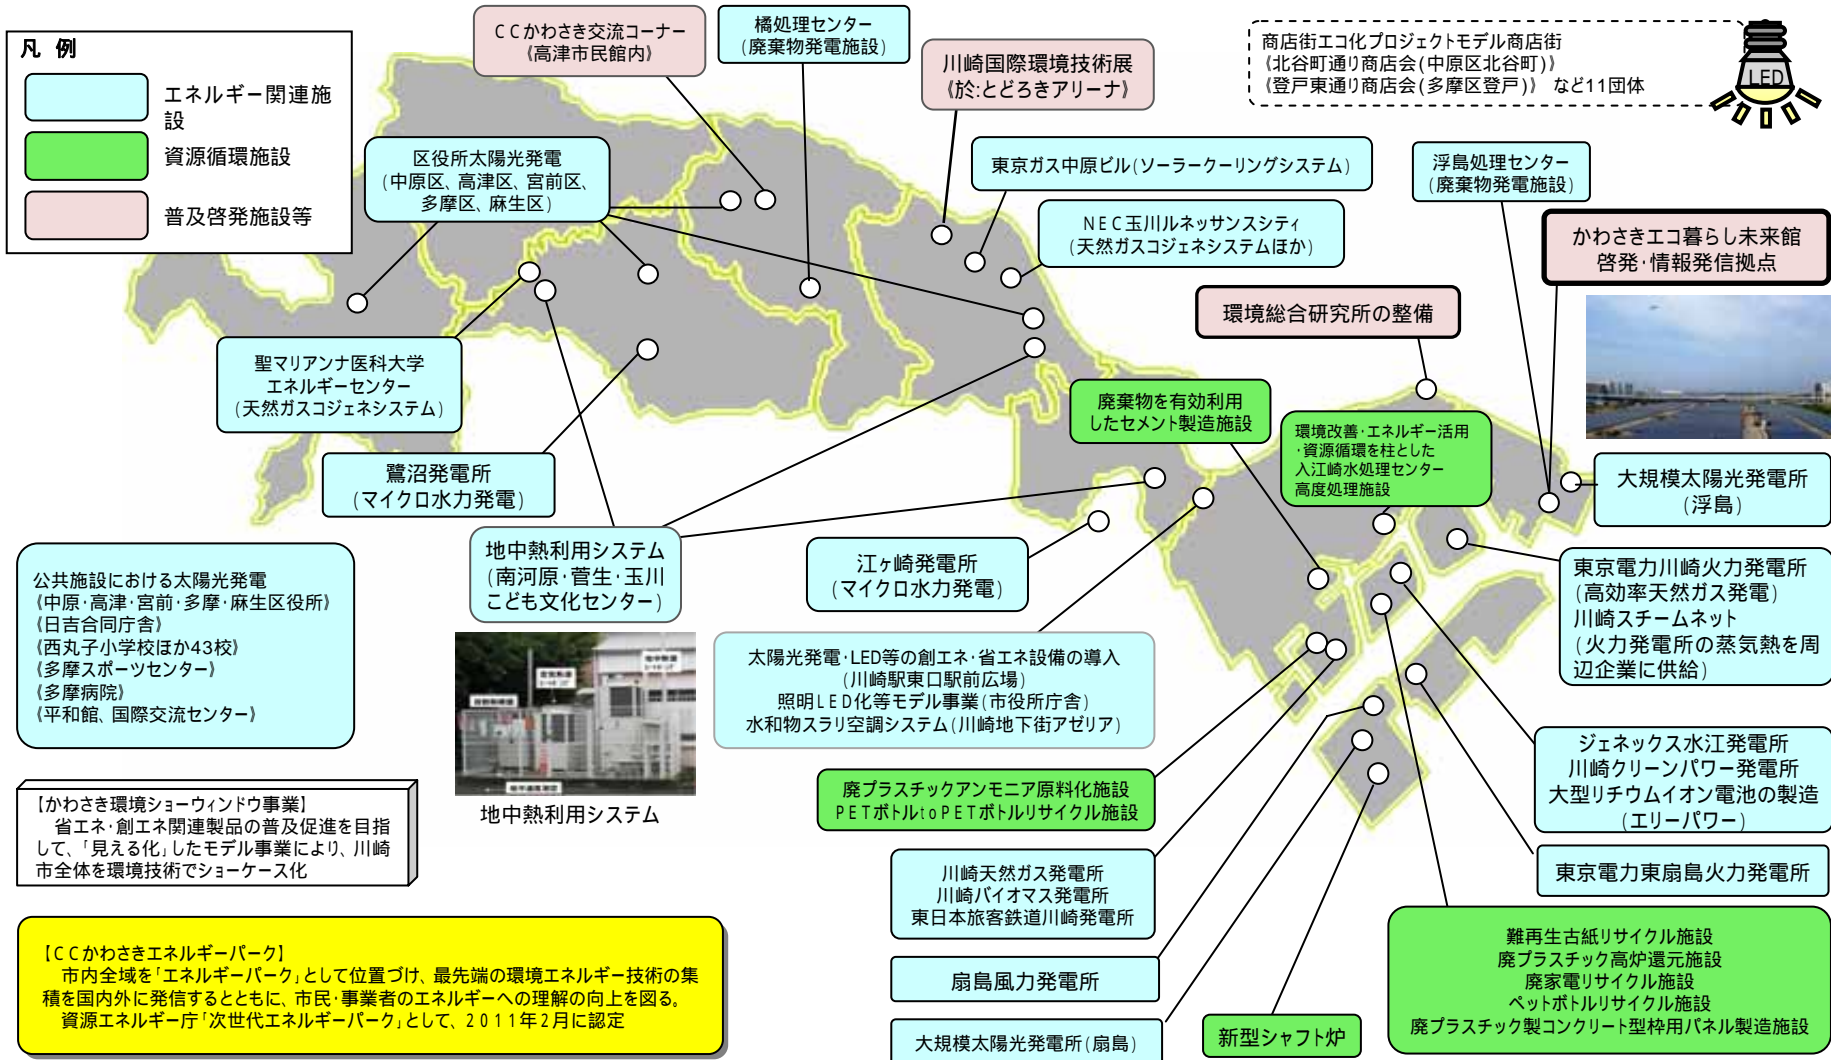 凡 例
エネルギー関連施
設
資源循環施設
普及啓発施設等
CCかわさき交流コーナー
《高津市民館内》
橘処理センター
(廃棄物発電施設)
川崎国際環境技術展
《於:とどろきアリーナ》
商店街エコ化プロジェクトモデル商店街
《北谷町通り商店会(中原区北谷町)》
《登戸東通り商店会(多摩区登戸)》 など11団体
LED
区役所太陽光発電
(中原区、高津区、宮前区、
多摩区、麻生区)
東京ガス中原ビル(ソーラークーリングシステム)
浮島処理センター
(廃棄物発電施設)
NEC玉川ルネッサンスシティ
(天然ガスコジェネシステムほか)
かわさきエコ暮らし未来館
啓発・情報発信拠点
環境総合研究所の整備
聖マリアンナ医科大学
エネルギーセンター
(天然ガスコジェネシステム)
廃棄物を有効利用
したセメント製造施設
環境改善・エネルギー活用
・資源循環を柱とした
入江崎水処理センター
高度処理施設
鷺沼発電所
(マイクロ水力発電)
大規模太陽光発電所
(浮島)
地中熱利用システム
(南河原・菅生・玉川
こども文化センター)
江ヶ崎発電所
(マイクロ水力発電)
東京電力川崎火力発電所
(高効率天然ガス発電)
川崎スチームネット
(火力発電所の蒸気熱を周
辺企業に供給)
公共施設における太陽光発電
《中原・高津・宮前・多摩・麻生区役所》
《日吉合同庁舎》
《西丸子小学校ほか43校》
《多摩スポーツセンター》
《多摩病院》
《平和館、国際交流センター》
太陽光発電・LED等の創エネ・省エネ設備の導入
(川崎駅東口駅前広場)
照明LED化等モデル事業(市役所庁舎)
水和物スラリ空調システム(川崎地下街アゼリア)
地中熱利用システム
ジェネックス水江発電所
川崎クリーンパワー発電所
大型リチウムイオン電池の製造
(エリーパワー)
廃プラスチックアンモニア原料化施設
PETボトルtoPETボトルリサイクル施設
【かわさき環境ショーウィンドウ事業】
省エネ・創エネ関連製品の普及促進を目指
して、「見える化」したモデル事業により、川崎
市全体を環境技術でショーケース化
川崎天然ガス発電所
川崎バイオマス発電所
東日本旅客鉄道川崎発電所
東京電力東扇島火力発電所
【CCかわさきエネルギーパーク】
市内全域を「エネルギーパーク」として位置づけ、最先端の環境エネルギー技術の集
積を国内外に発信するとともに、市民・事業者のエネルギーへの理解の向上を図る。
資源エネルギー庁「次世代エネルギーパーク」として、2011年2月に認定
扇島風力発電所
大規模太陽光発電所(扇島)
新型シャフト炉
難再生古紙リサイクル施設
廃プラスチック高炉還元施設
廃家電リサイクル施設
ペットボトルリサイクル施設
廃プラスチック製コンクリート型枠用パネル製造施設